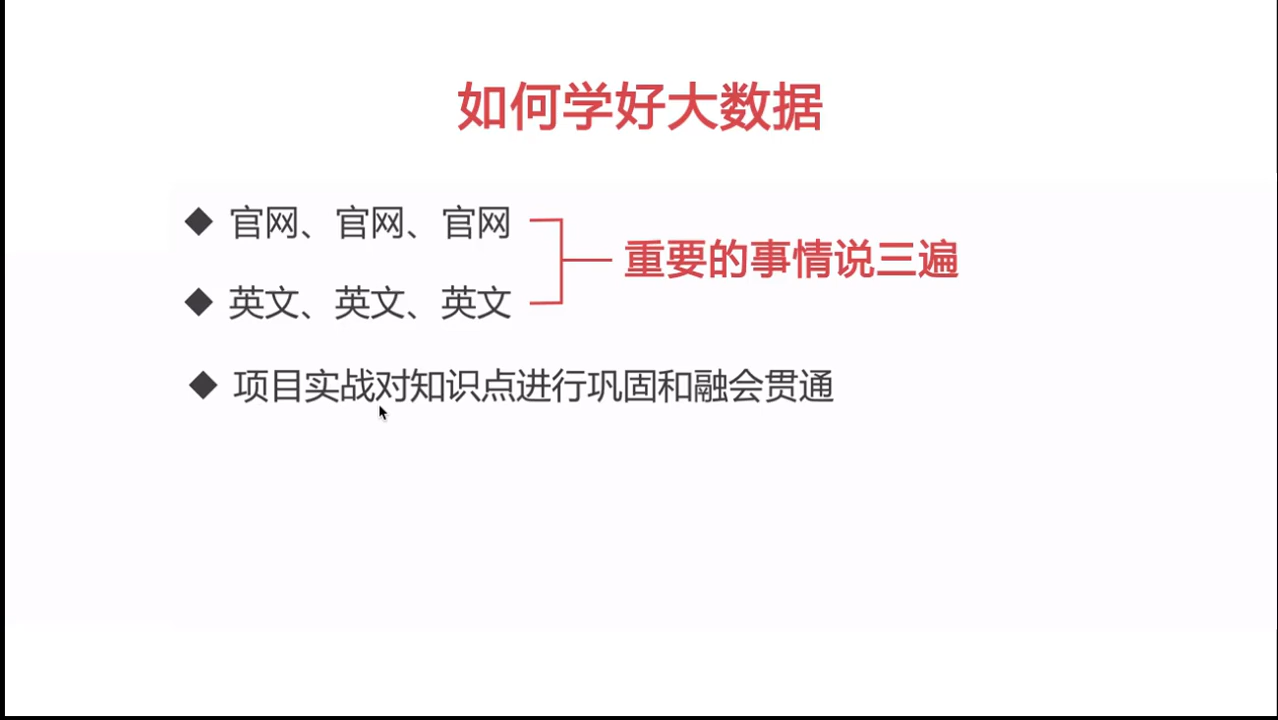 如何学好大数据
◆ 官网、官网、官网
重要的事情说三遍
◆ 英文、英文、英文
◆ 项目实战对知识点进行巩固和融会贯通